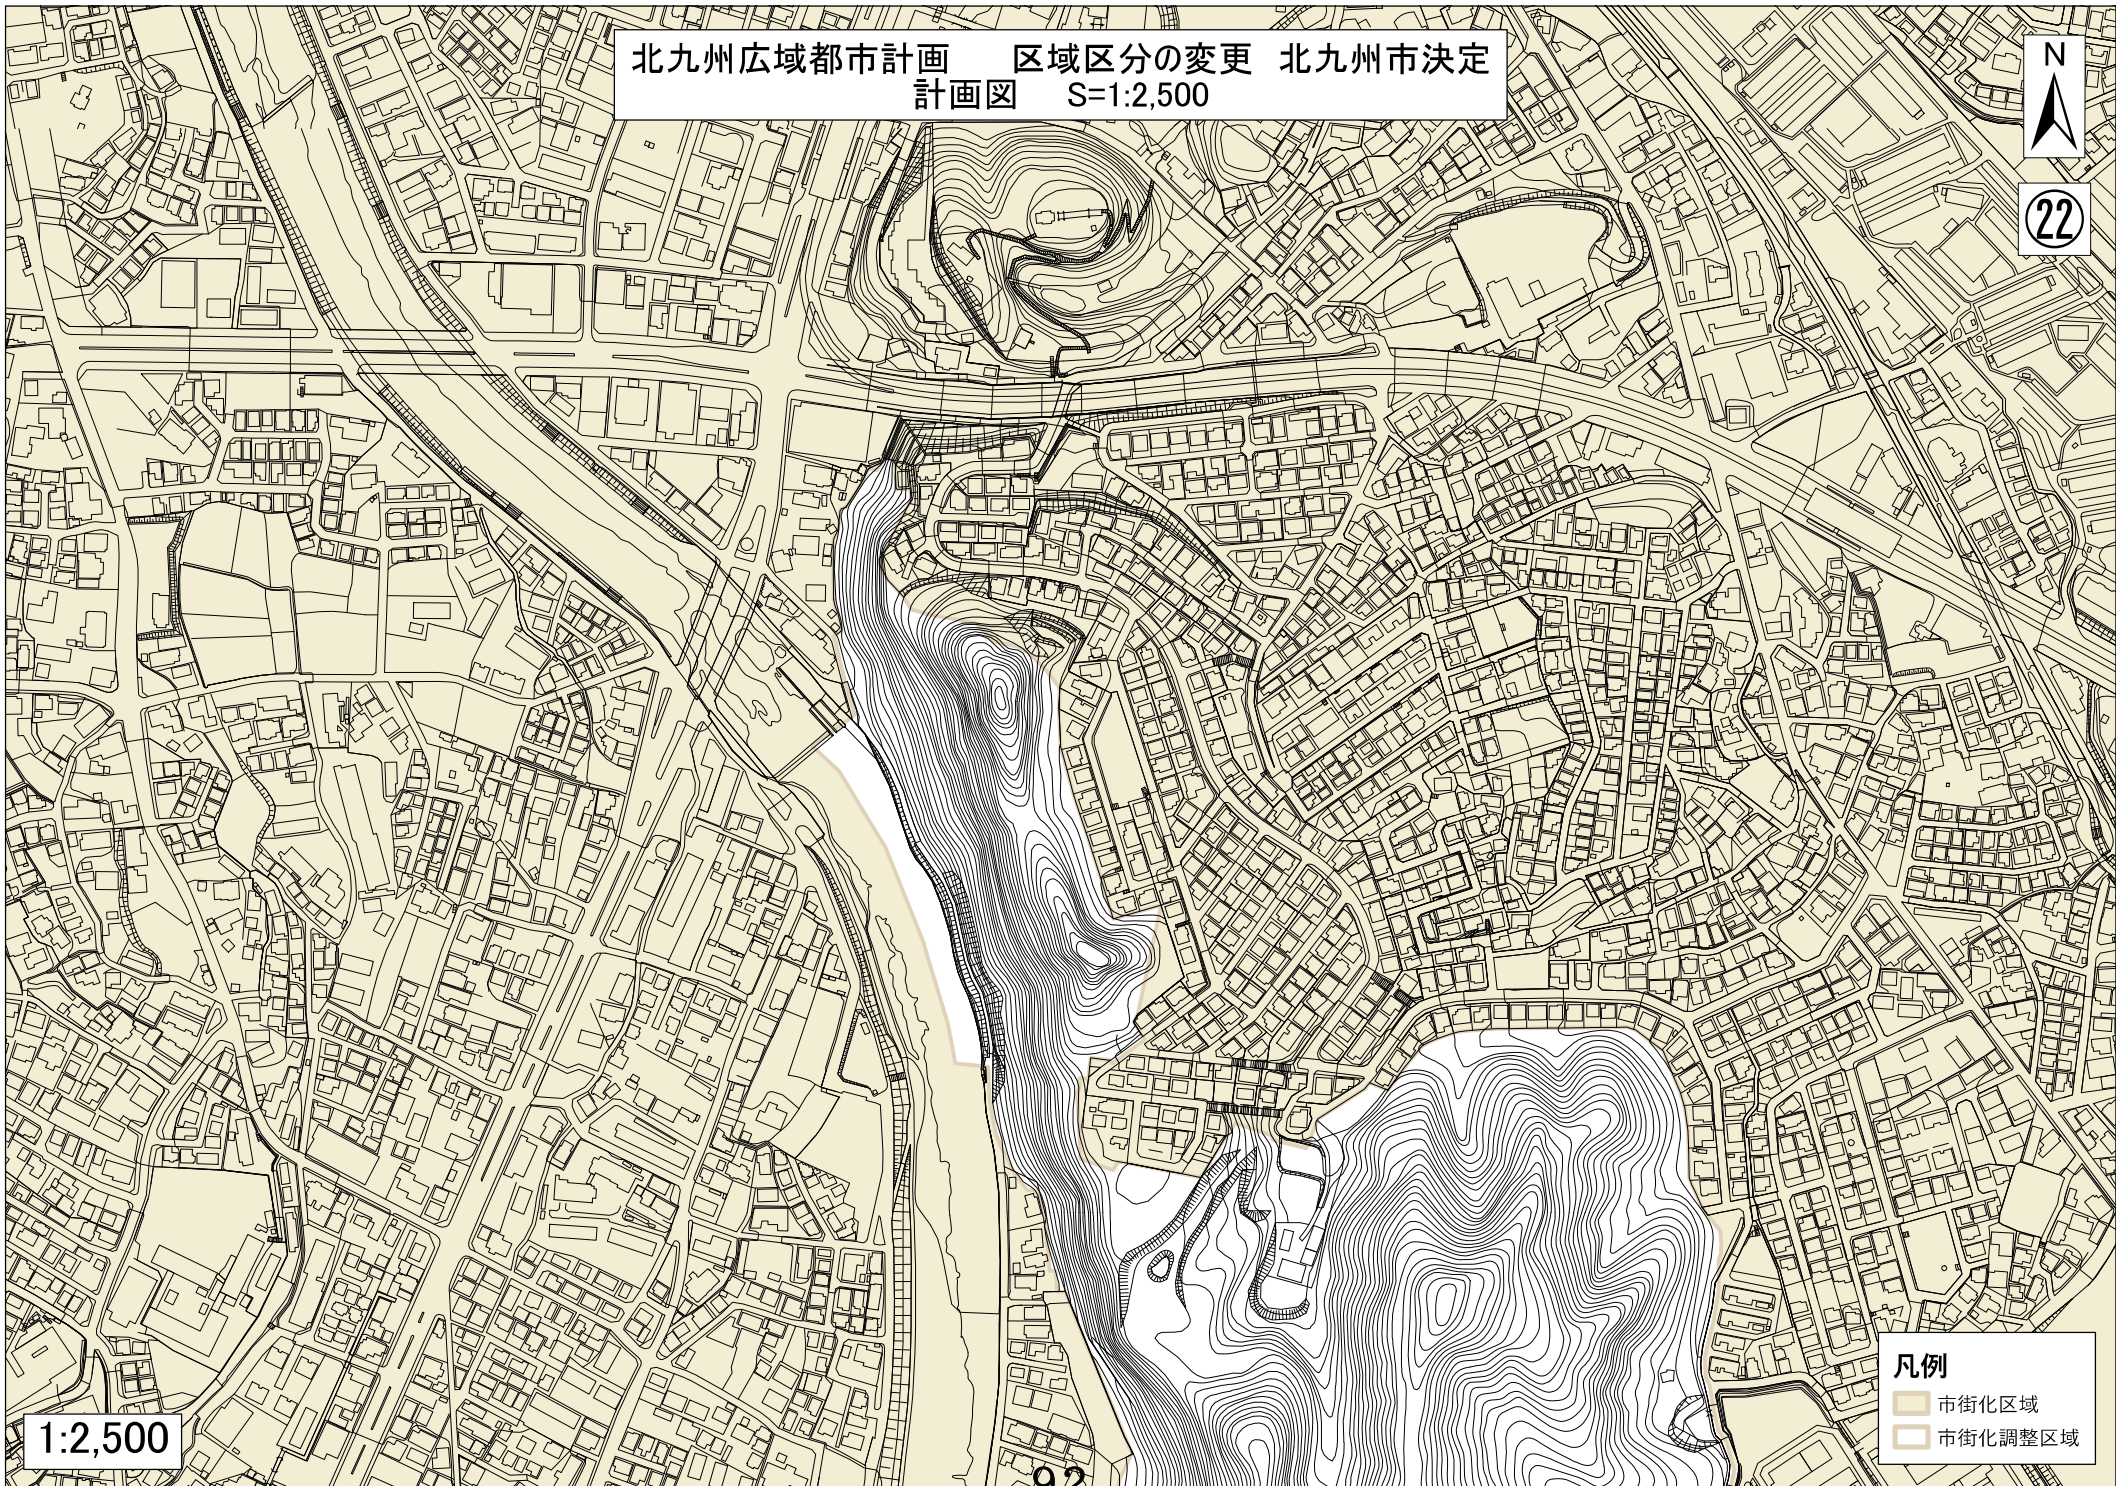 北九州広域都市計画　区域区分の変更　北九州市決定
計画図　S=1:2,500
N
㉒
凡例
市街化区域
市街化調整区域
1:2,500
92